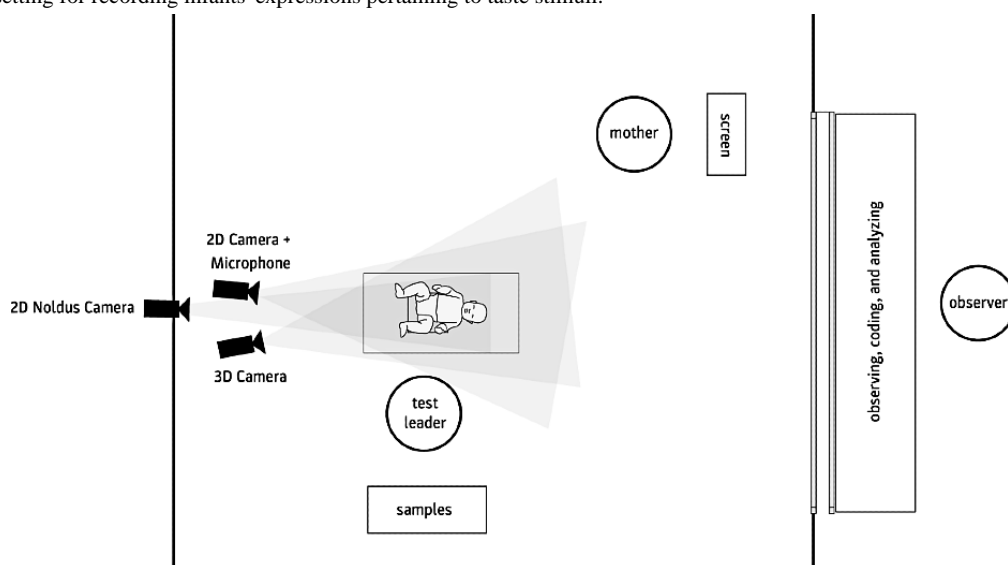 setting for recording infants' expressions pertaining to taste stimuli.
mother
screen
2D Camera +
Microphone
2D Noldus Camera
3D Camera
test
leader
samples
observing, coding, and analyzing
observer